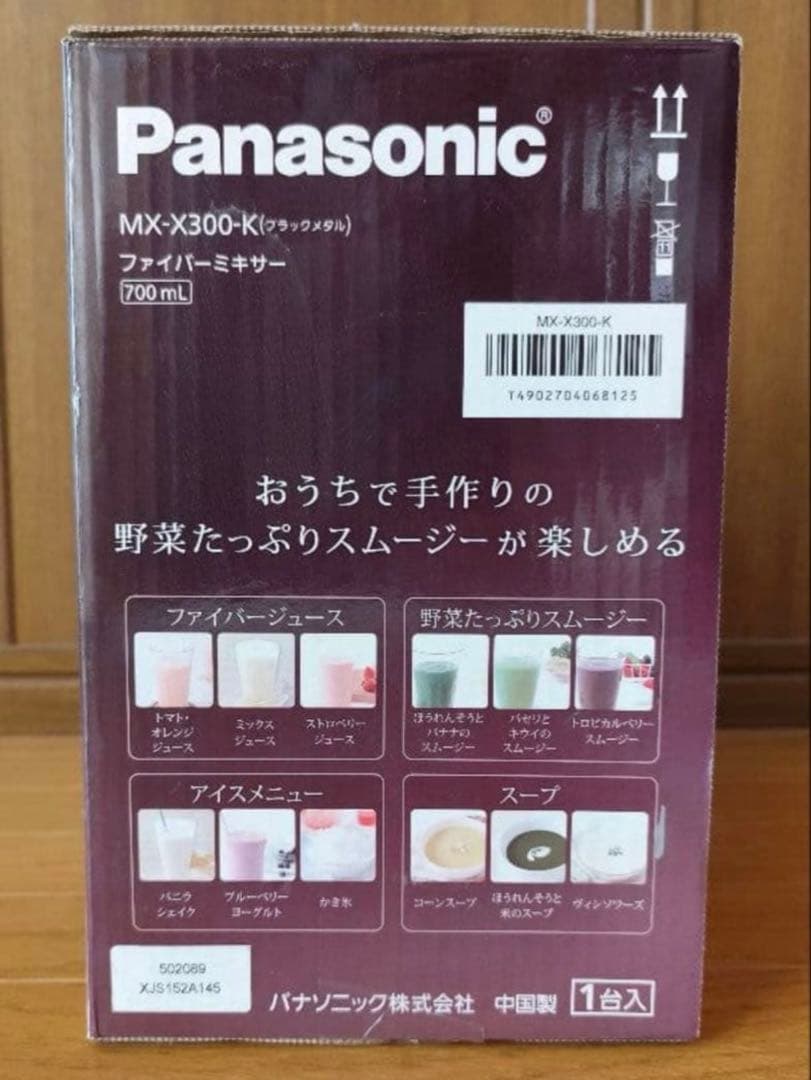 Panasonic®
MX-X300-K(ブラックメタル)
ファイバーミキサー
700 mL
11
MX-X300-K
T4902704068125
おうちで手作りの
野菜たっぷりスムージーが楽しめる
ファイバージュース
トマト・
オレンジ
ジュース
ミックス
ジュース
ストロベリー
ジュース
野菜たっぷりスムージー
ほうれんそうと
バナナの
スムージー
パセリと
キウイの
スムージー
トロピカルベリー
スムージー
アイスメニュー
バニラ
シェイク
ブルーベリー
ヨーグルト
かき氷
スープ
コーンスープ
ほうれんそうと
米のスープ
ヴィシソワーズ
502089
XJS152A145
パナソニック株式会社 中国製 1台入